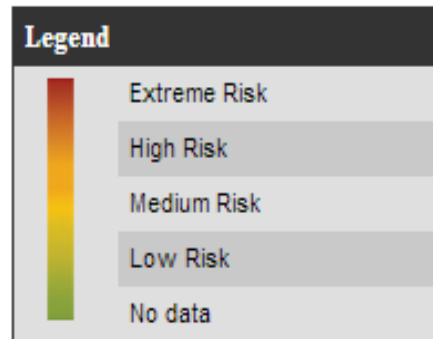 Legend
Extreme Risk
High Risk
Medium Risk
Low Risk
No data